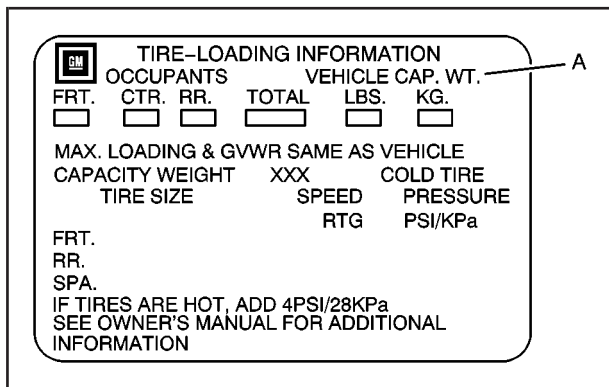 GM TIRE–LOADING INFORMATION
OCCUPANTS VEHICLE CAP. WT. A
FRT. CTR. RR. TOTAL LBS. KG.
MAX. LOADING & GVWR SAME AS VEHICLE
CAPACITY WEIGHT XXX COLD TIRE
TIRE SIZE SPEED PRESSURE
RTG PSI/KPa
FRT.
RR.
SPA.
IF TIRES ARE HOT, ADD 4PSI/28KPa
SEE OWNER'S MANUAL FOR ADDITIONAL
INFORMATION